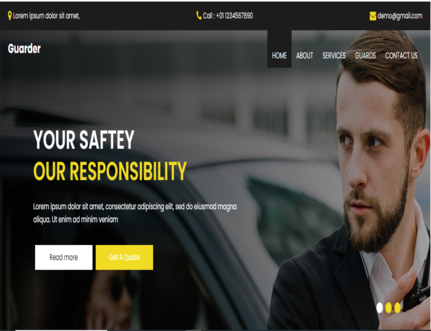 Lorem ipsum dolor sit amet,
Call : +01 1234567890
demo@gmail.com
Guarder
HOME ABOUT SERVICES GUARDS CONTACT US
YOUR SAFTEY
OUR RESPONSIBILITY
Lorem ipsum dolor sit amet, consectetur adipiscing elit, sed do eiusmod magna
aliqua. Ut enim ad minim veniam
Read more
Get A Quote